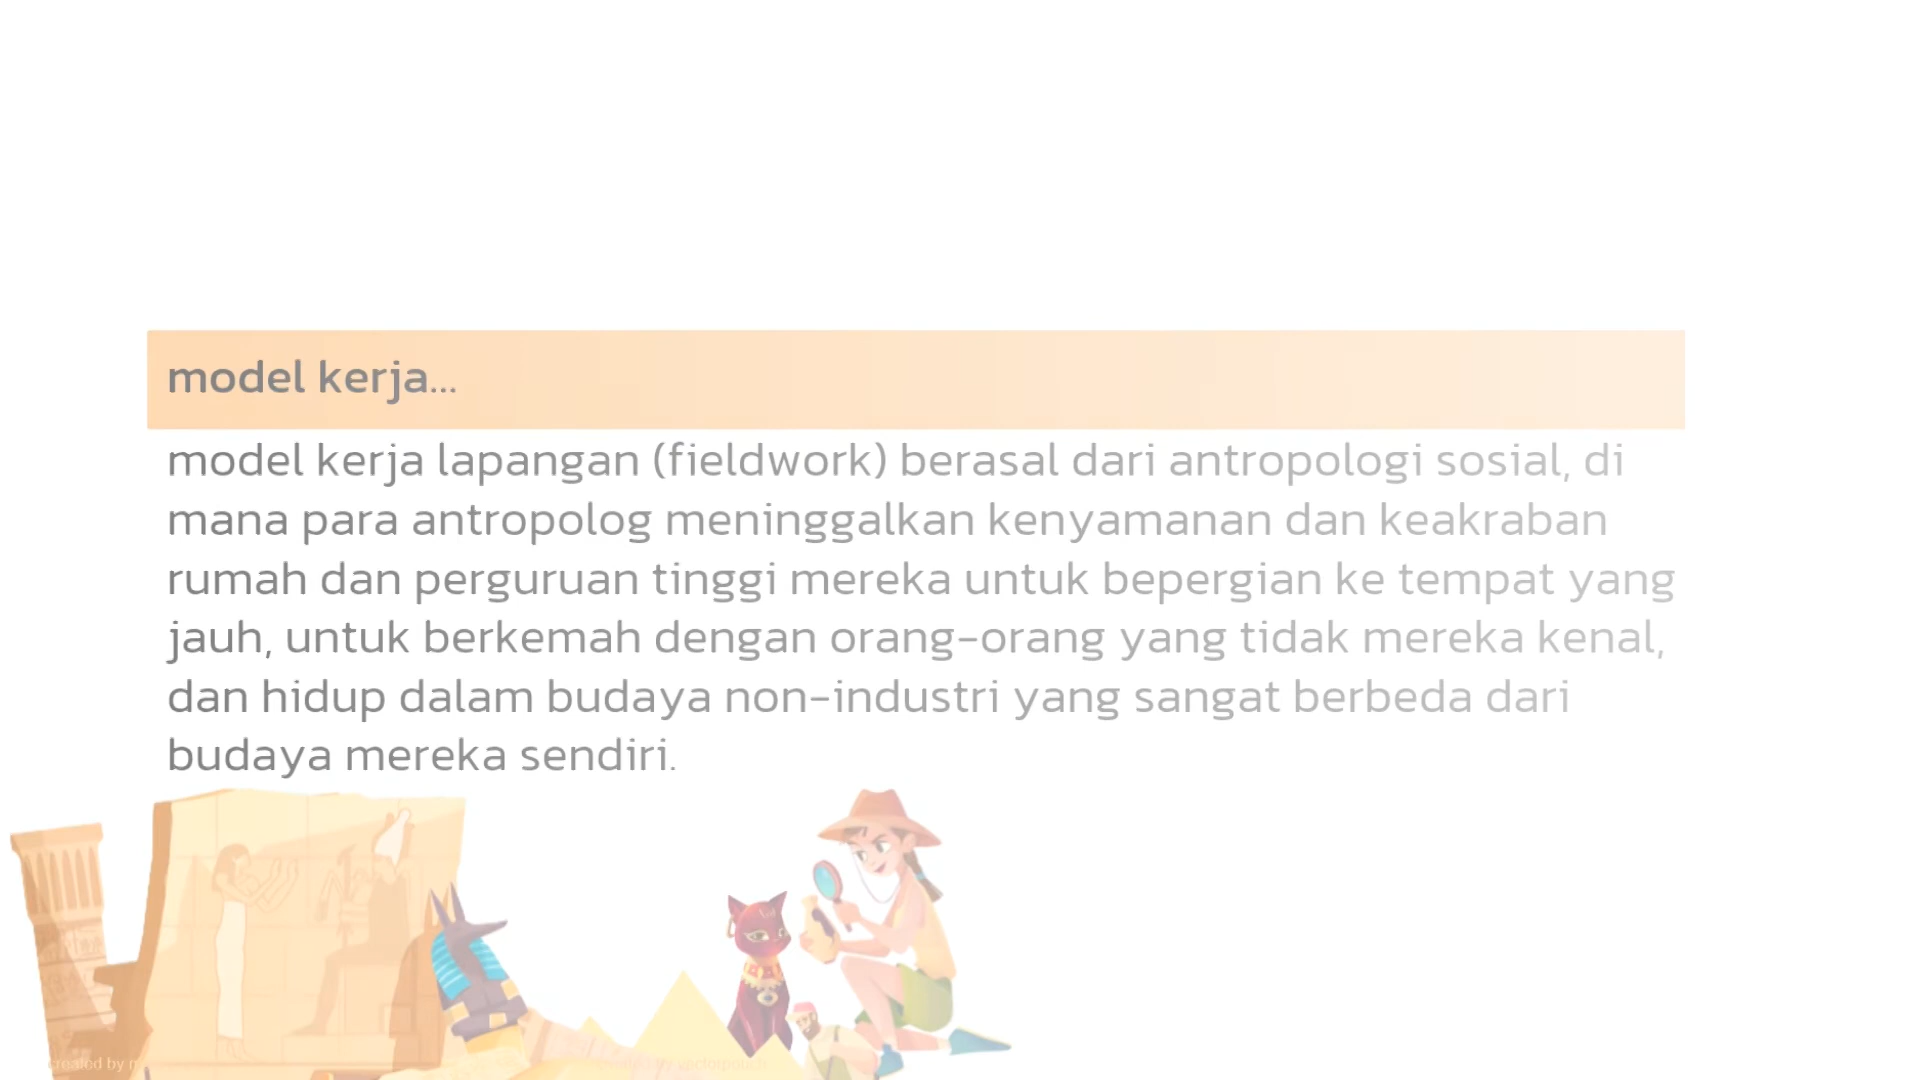 model kerja...
model kerja lapangan (fieldwork) berasal dari antropologi sosial, di
mana para antropolog meninggalkan kenyamanan dan keakraban
rumah dan perguruan tinggi mereka untuk bepergian ke tempat yang
jauh, untuk berkemah dengan orang-orang yang tidak mereka kenal,
dan hidup dalam budaya non-industri yang sangat berbeda dari
budaya mereka sendiri.
created by